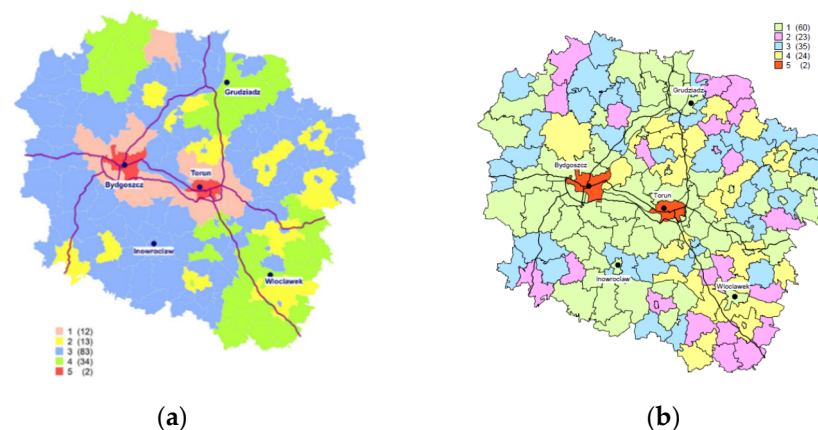 Grudziadz
Bydgoszcz
Torun
Inowroclaw
Wloclawek
1 (12)
2 (13)
3 (83)
4 (34)
5 (2)
(a)
1 (60)
2 (23)
3 (35)
4 (24)
5 (2)
Grudziadz
Bydgoszcz
Torun
Inowroclaw
Wloclawek
(b)